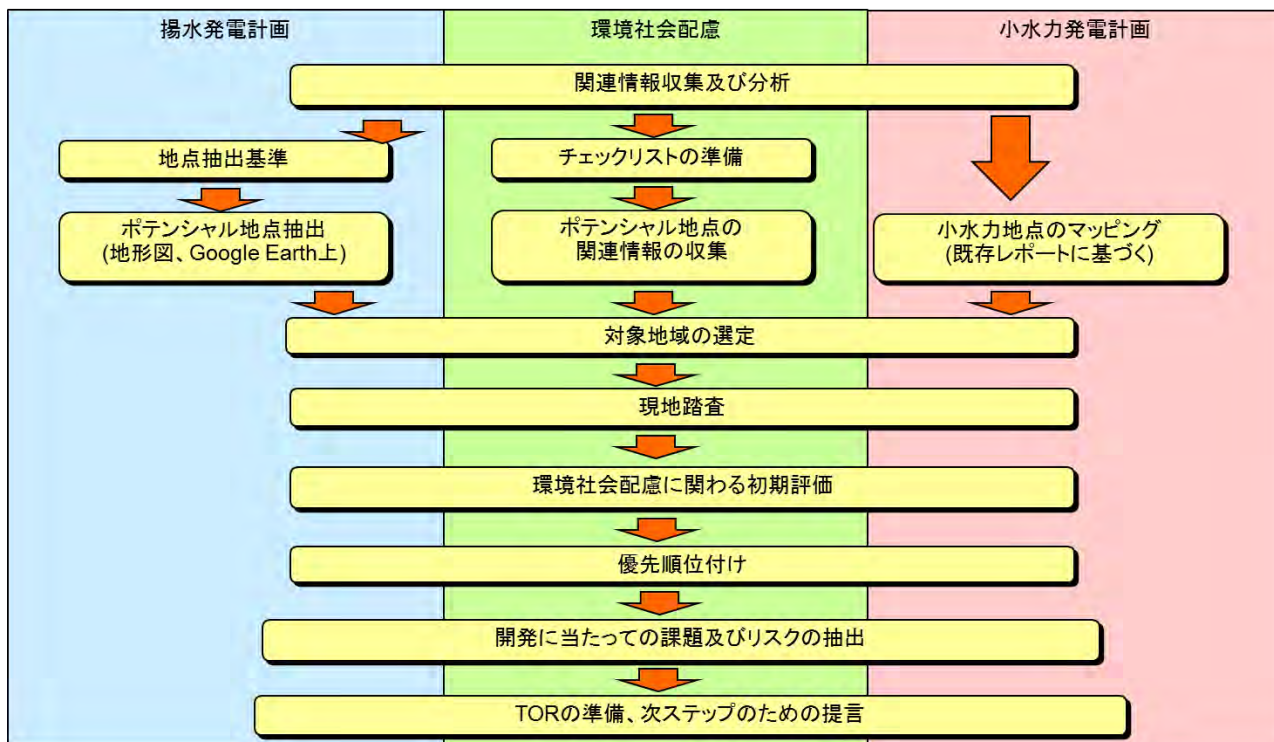 揚水発電計画
環境社会配慮
小水力発電計画
関連情報収集及び分析
地点抽出基準
チェックリストの準備
ポテンシャル地点抽出
(地形図、Google Earth上)
ポテンシャル地点の
関連情報の収集
小水力地点のマッピング
(既存レポートに基づく)
対象地域の選定
現地踏査
環境社会配慮に関わる初期評価
優先順位付け
開発に当たっての課題及びリスクの抽出
TORの準備、次ステップのための提言